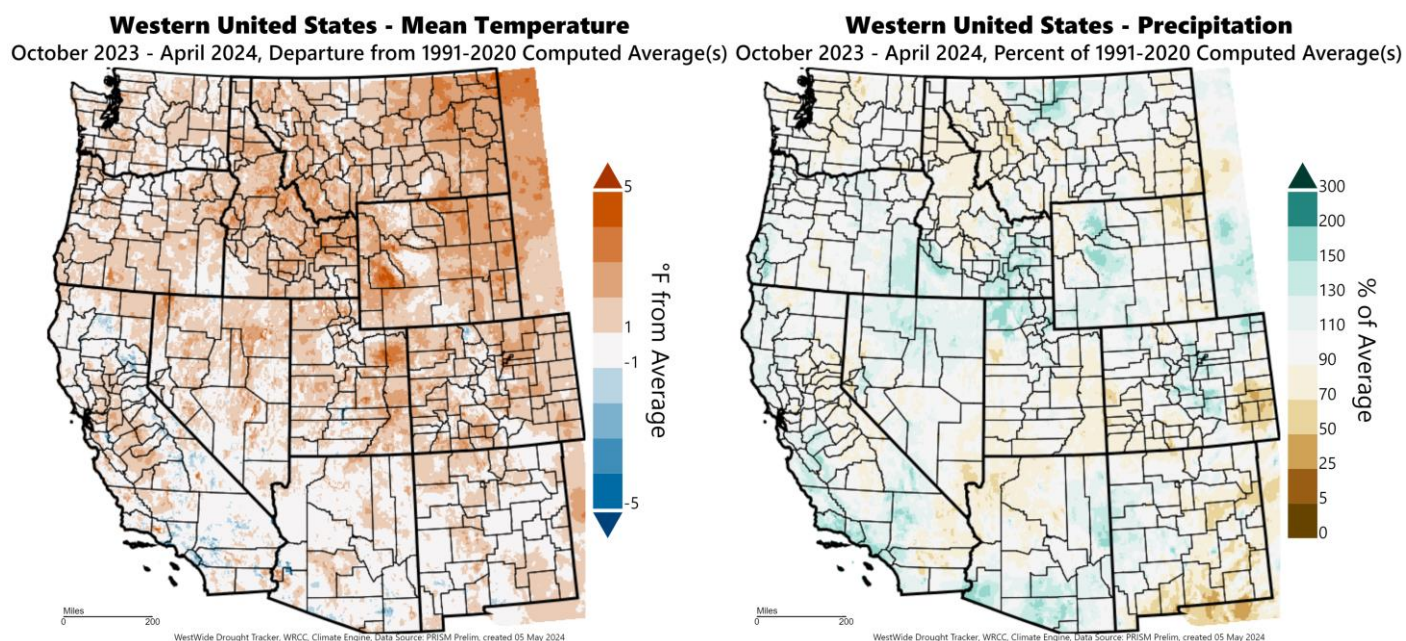 Western United States - Mean Temperature
October 2023 - April 2024, Departure from 1991-2020 Computed Average(s)
5
1
-1
-5
°F from Average
Miles
0 200
WestWide Drought Tracker, WRCC, Climate Engine, Data Source: PRISM Prelim, created 05 May 2024
Western United States - Precipitation
October 2023 - April 2024, Percent of 1991-2020 Computed Average(s)
300
200
150
130
110
90
70
50
25
5
0
% of Average
Miles
0 200
WestWide Drought Tracker, WRCC, Climate Engine, Data Source: PRISM Prelim, created 05 May 2024